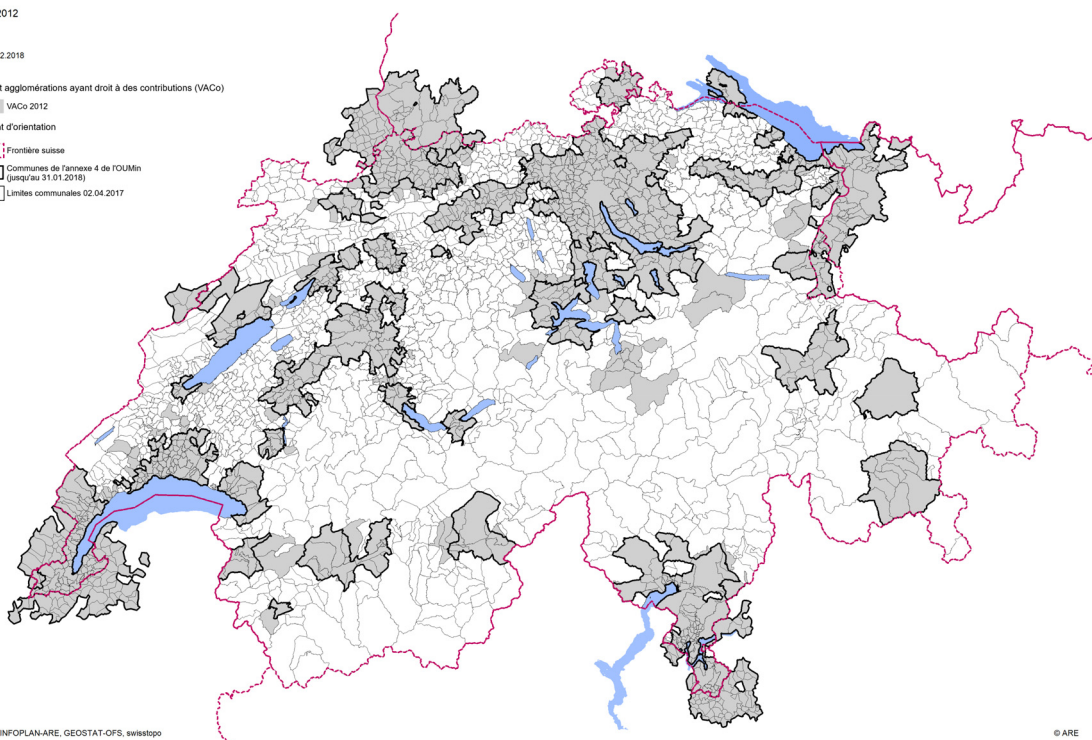 2012
2.2018
t agglomérations ayant droit à des contributions (VACo)
VACo 2012
nt d'orientation
Frontière suisse
Communes de l'annexe 4 de l'OUMin
(jusqu'au 31.01.2018)
Limites communales 02.04.2017
INFOPLAN-ARE, GEOSTAT-OFS, swisstopo
© ARE